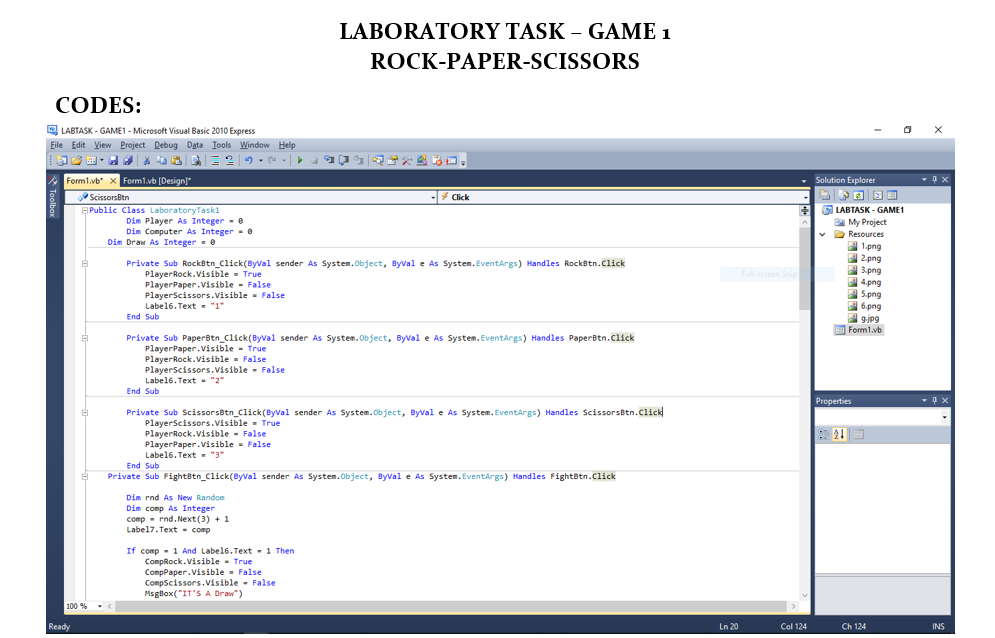 LABORATORY TASK – GAME 1
ROCK-PAPER-SCISSORS
CODES:
LABTASK - GAME1 - Microsoft Visual Basic 2010 Express
File Edit View Project Debug Data Tools Window Help
Toolbox
Form1.vb* Form1.vb [Design]*
ScissorsBtn Click
Public Class LaboratoryTask1
Dim Player As Integer = 0
Dim Computer As Integer = 0
Dim Draw As Integer = 0
Private Sub RockBtn_Click(ByVal sender As System.Object, ByVal e As System.EventArgs) Handles RockBtn.Click
PlayerRock.Visible = True
PlayerPaper.Visible = False
PlayerScissors.Visible = False
Label6.Text = "1"
End Sub
Private Sub PaperBtn_Click(ByVal sender As System.Object, ByVal e As System.EventArgs) Handles PaperBtn.Click
PlayerPaper.Visible = True
PlayerRock.Visible = False
PlayerScissors.Visible = False
Label6.Text = "2"
End Sub
Private Sub ScissorsBtn_Click(ByVal sender As System.Object, ByVal e As System.EventArgs) Handles ScissorsBtn.Click
PlayerScissors.Visible = True
PlayerRock.Visible = False
PlayerPaper.Visible = False
Label6.Text = "3"
End Sub
Private Sub FightBtn_Click(ByVal sender As System.Object, ByVal e As System.EventArgs) Handles FightBtn.Click
Dim rnd As New Random
Dim comp As Integer
comp = rnd.Next(3) + 1
Label7.Text = comp
If comp = 1 And Label6.Text = 1 Then
CompRock.Visible = True
CompPaper.Visible = False
CompScissors.Visible = False
MsgBox("IT'S A Draw")
100 %
Full-screen Snip
Solution Explorer
LABTASK - GAME1
My Project
Resources
1.png
2.png
3.png
4.png
5.png
6.png
g.jpg
Form1.vb
Properties
Ready Ln 20 Col 124 Ch 124 INS